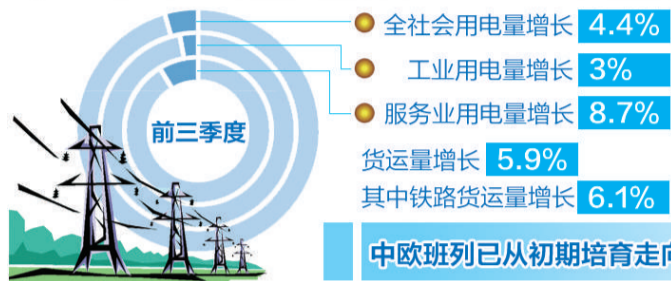 全社会用电量增长 4.4%
工业用电量增长 3%
前三季度
服务业用电量增长 8.7%
货运量增长 5.9%
其中铁路货运量增长 6.1%
中欧班列已从初期培育走向